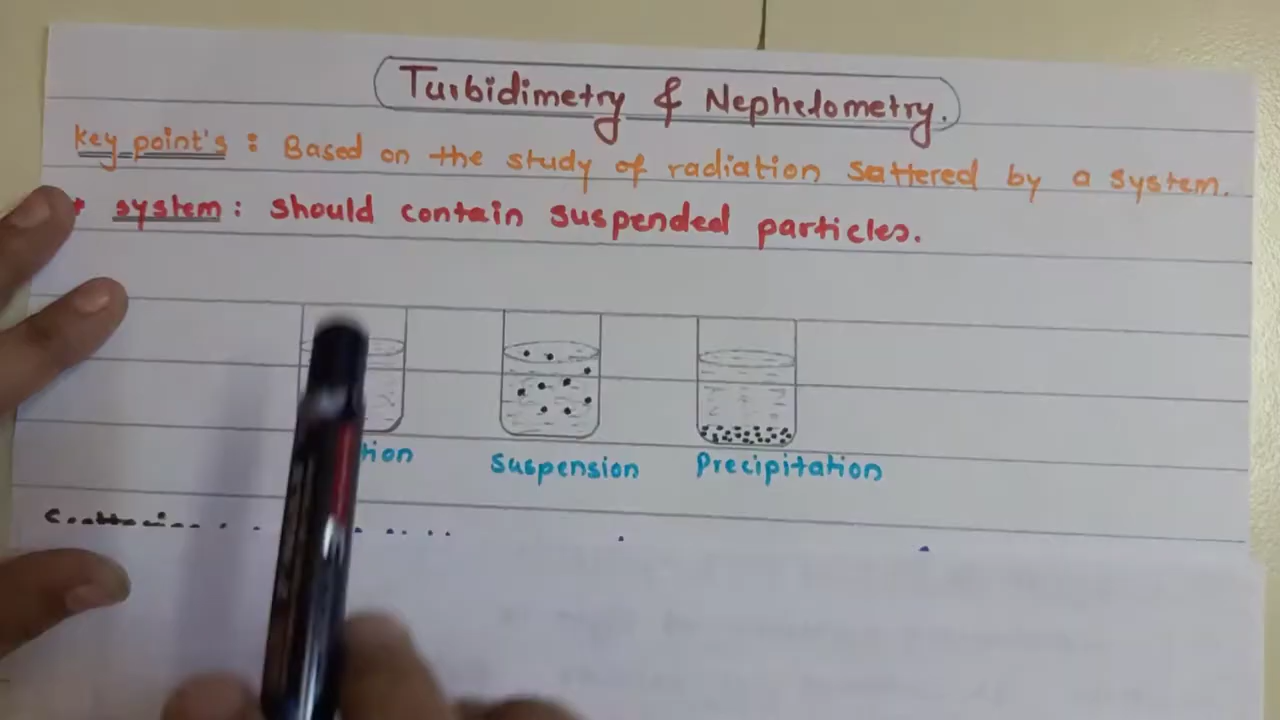 Turbidimetry & Nephelometry.
key point's : Based on the study of radiation sattered by a system.
system : should contain suspended particles.
suspension precipitation